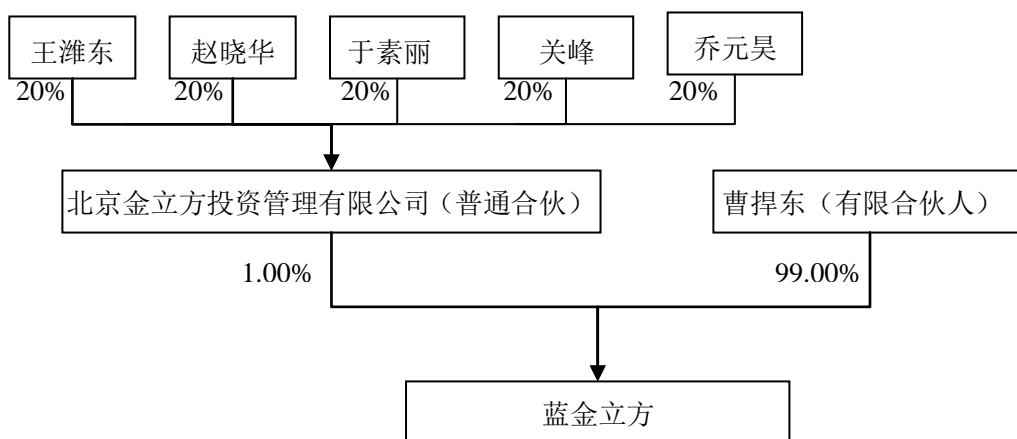 王潍东 赵晓华 于素丽 关峰 乔元昊
20% 20% 20% 20% 20%
北京金立方投资管理有限公司（普通合伙） 曹捍东（有限合伙人）
1.00% 99.00%
蓝金立方